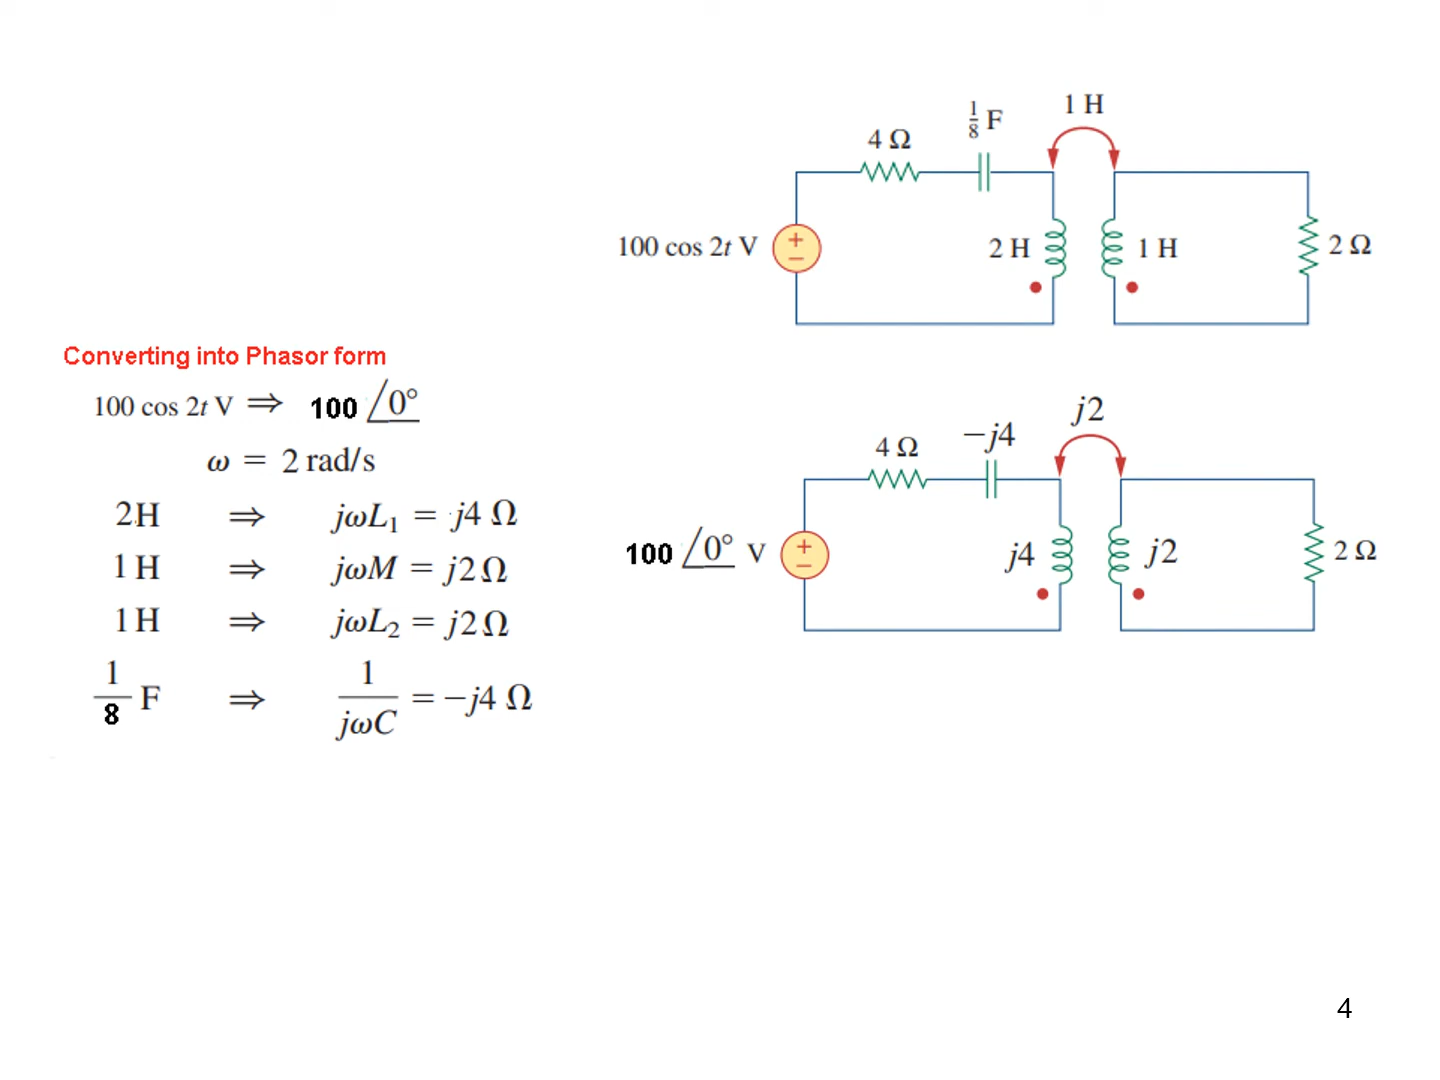 1 H
1/8 F
4 Ω
100 cos 2t V
+
−
2 H
1 H
2 Ω
Converting into Phasor form
100 cos 2t V ⇒ 100 ∠0°
ω = 2 rad/s
2H ⇒ jωL₁ = j4 Ω
1 H ⇒ jωM = j2 Ω
1 H ⇒ jωL₂ = j2 Ω
1/8 F ⇒ 1/jωC = −j4 Ω
j2
−j4
4 Ω
100 ∠0° V
+
−
j4
j2
2 Ω
4